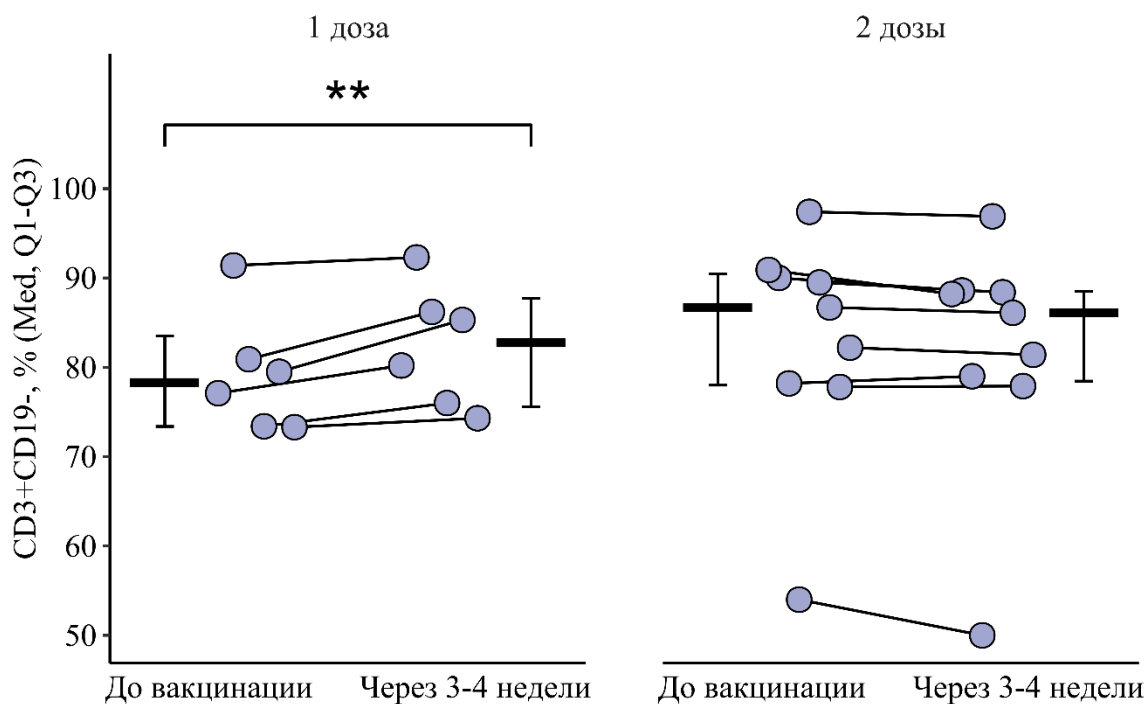 1 доза
2 дозы
**
CD3+CD19-, % (Med, Q1-Q3)
100
90
80
70
60
50
До вакцинации
Через 3-4 недели
До вакцинации
Через 3-4 недели